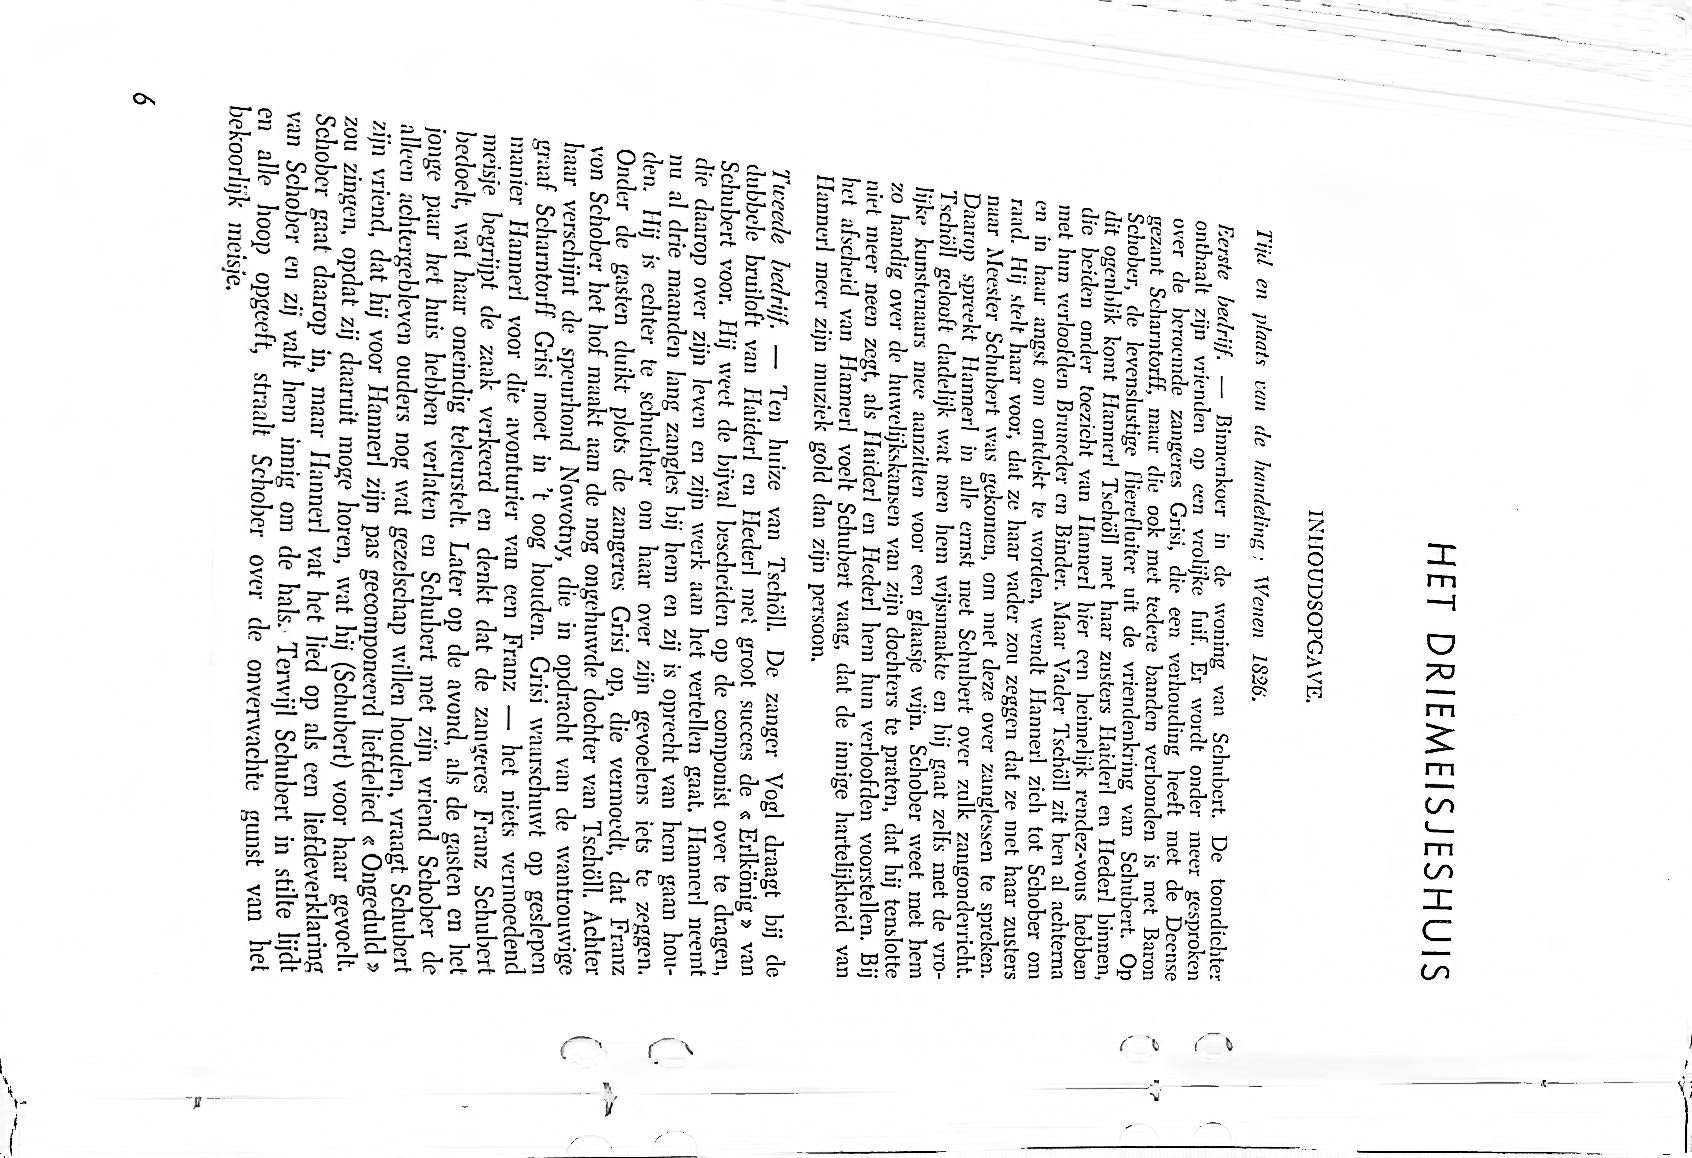 HET DRIEMEISJESHUIS
INHOUDSOPGAVE.
Tijd en plaats van de handeling: Wenen 1826.
Eerste bedrijf. — Binnenkoer in de woning van Schubert. De toondichter
onthaalt zijn vrienden op een vrolijke fuif. Er wordt onder meer gesproken
over de beroemde zangeres Grisi, die een verhouding heeft met de Deense
gezant Scharntorff, maar die ook met tedere banden verbonden is met Baron
Schober, de levenslustige flierefluiter uit de vriendenkring van Schubert. Op
dit ogenblik komt Hannerl Tschöll met haar zusters Haiderl en Hederl binnen,
die beiden onder toezicht van Hannerl hier een heimelijk rendez-vous hebben
met hun verloofden Bruneder en Binder. Maar Vader Tschöll zit hen al achterna
en in haar angst om ontdekt te worden, wendt Hannerl zich tot Schober om
raad. Hij stelt haar voor, dat ze haar vader zou zeggen dat ze met haar zusters
naar Meester Schubert was gekomen, om met deze over zanglessen te spreken.
Daarop spreekt Hannerl in alle ernst met Schubert over zulk zangonderricht.
Tschöll gelooft dadelijk wat men hem wijsmaakte en hij gaat zelfs met de vro-
lijke kunstenaars mee aanzitten voor een glaasje wijn. Schober weet met hem
zo handig over de huwelijkskansen van zijn dochters te praten, dat hij tenslotte
niet meer neen zegt, als Haiderl en Hederl hem hun verloofden voorstellen. Bij
het afscheid van Hannerl voelt Schubert vaag, dat de innige hartelijkheid van
Hannerl meer zijn muziek gold dan zijn persoon.
Tweede bedrijf. — Ten huize van Tschöll. De zanger Vogl draagt bij de
dubbele bruiloft van Haiderl en Hederl met groot succes de « Erlkönig » van
Schubert voor. Hij weet de bijval bescheiden op de componist over te dragen,
die daarop over zijn leven en zijn werk aan het vertellen gaat. Hannerl neemt
nu al drie maanden lang zangles bij hem en zij is oprecht van hem gaan hou-
den. Hij is echter te schuchter om haar over zijn gevoelens iets te zeggen.
Onder de gasten duikt plots de zangeres Grisi op, die vermoedt, dat Franz
von Schober het hof maakt aan de nog ongehuwde dochter van Tschöll. Achter
haar verschijnt de speurhond Nowotny, die in opdracht van de wantrouwige
graaf Scharntorff Grisi moet in 't oog houden. Grisi waarschuwt op geslepen
manier Hannerl voor die avonturier van een Franz — het niets vermoedend
meisje begrijpt de zaak verkeerd en denkt dat de zangeres Franz Schubert
bedoelt, wat haar oneindig teleurstelt. Later op de avond, als de gasten en het
jonge paar het huis hebben verlaten en Schubert met zijn vriend Schober de
alleen achtergebleven ouders nog wat gezelschap willen houden, vraagt Schubert
zijn vriend, dat hij voor Hannerl zijn pas gecomponeerd liefdelied « Ongeduld »
zou zingen, opdat zij daaruit moge horen, wat hij (Schubert) voor haar gevoelt.
Schober gaat daarop in, maar Hannerl vat het lied op als een liefdeverklaring
van Schober en zij valt hem innig om de hals. Terwijl Schubert in stilte lijdt
en alle hoop opgeeft, straalt Schober over de onverwachte gunst van het
bekoorlijk meisje.
6